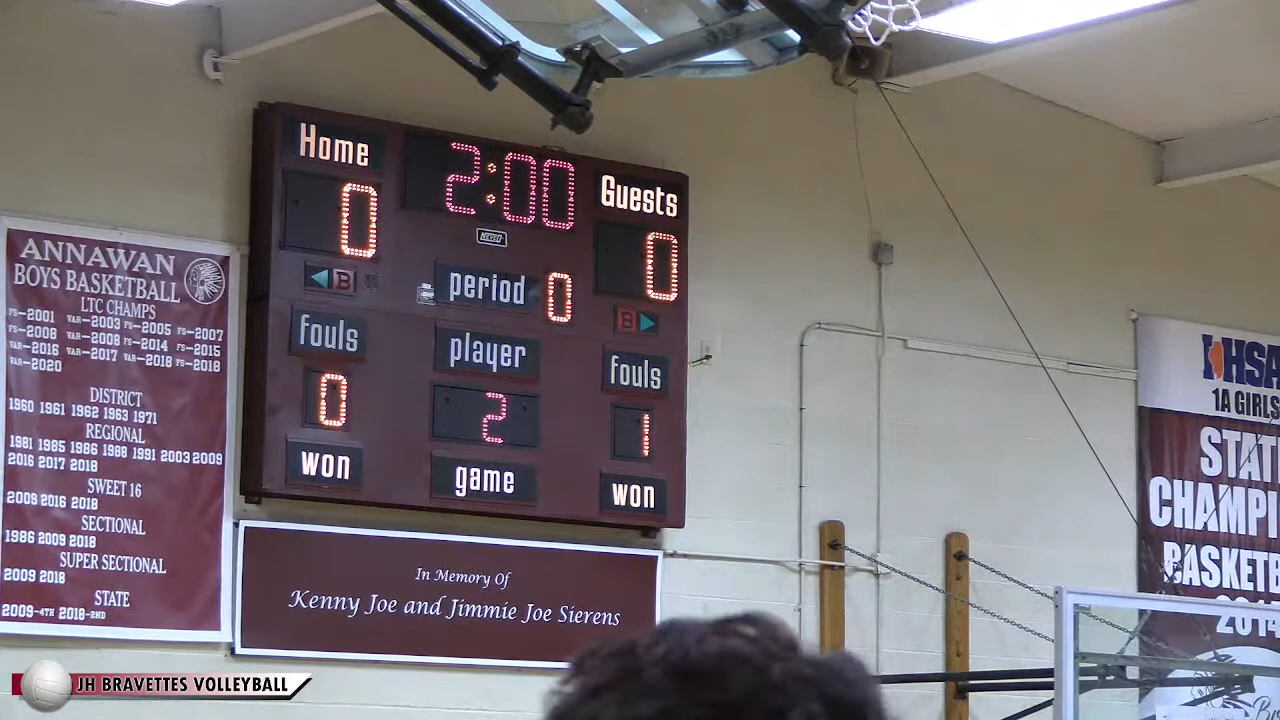 Home
2:00
Guests
0
0
NEVCO
B
period
0
B
fouls
player
fouls
0
2
1
won
game
won
ANNAWAN
BOYS BASKETBALL
LTC CHAMPS
FS-2001 VAR-2003 FS-2005 FS-2007
FS-2008 VAR-2008 FS-2014 FS-2015
VAR-2016 VAR-2017 VAR-2018 FS-2018
VAR-2020
DISTRICT
1960 1961 1962 1963 1971
REGIONAL
1981 1985 1986 1988 1991 2003 2009
2016 2017 2018
SWEET 16
2009 2016 2018
SECTIONAL
1986 2009 2018
SUPER SECTIONAL
2009 2018
STATE
2009-4TH 2018-2ND
In Memory Of
Kenny Joe and Jimmie Joe Sierens
IHSA
1A GIRLS
STATE
CHAMPI
BASKETB
2014
JH BRAVETTES VOLLEYBALL